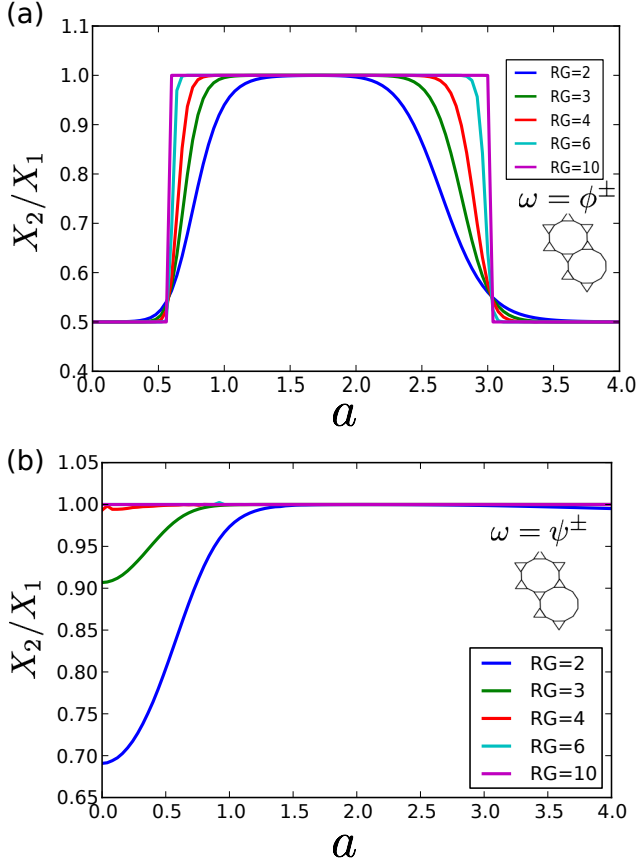 (a)
1.1
1.0
0.9
0.8
0.7
0.6
0.5
0.4
X₂/X₁
RG=2
RG=3
RG=4
RG=6
RG=10
ω = ϕ±
0.0 0.5 1.0 1.5 2.0 2.5 3.0 3.5 4.0
a
(b)
1.05
1.00
0.95
0.90
0.85
0.80
0.75
0.70
0.65
X₂/X₁
ω = ψ±
RG=2
RG=3
RG=4
RG=6
RG=10
0.0 0.5 1.0 1.5 2.0 2.5 3.0 3.5 4.0
a